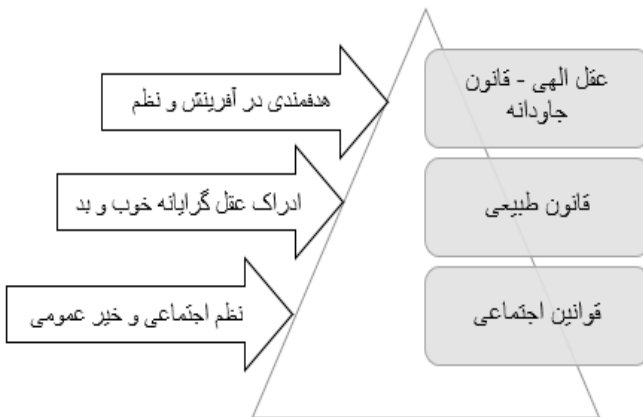 عقل الهی - قانون
جاودانه
هدفمندی در آفرینش و نظم
قانون طبیعی
ادراک عقل گرایانه خوب و بد
قوانین اجتماعی
نظم اجتماعی و خیر عمومی